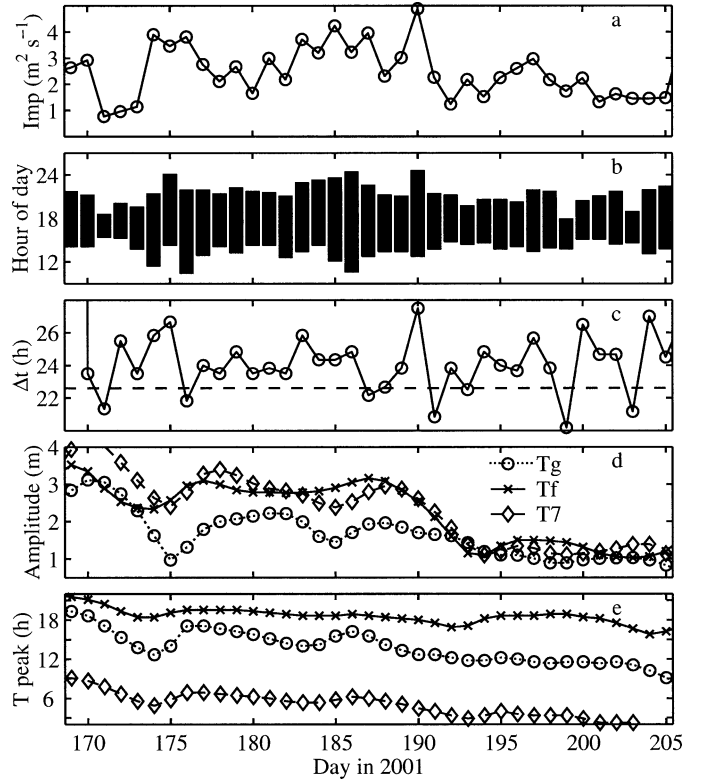 a
4
3
2
1
Imp (m² s⁻¹)
b
24
18
12
Hour of day
c
26
24
22
Δt (h)
d
4
3
2
1
Amplitude (m)
Tg
Tf
T7
e
18
12
6
T peak (h)
170 175 180 185 190 195 200 205
Day in 2001